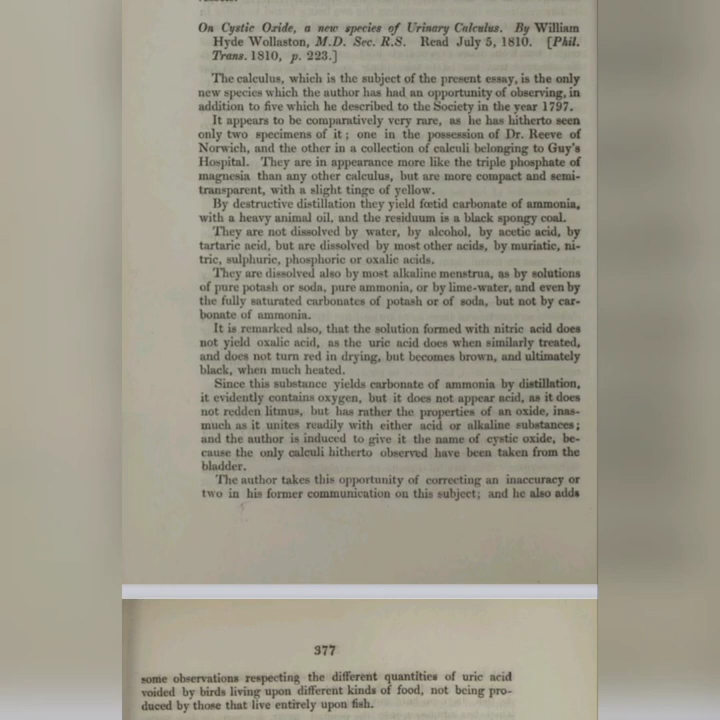 On Cystic Oxide, a new species of Urinary Calculus. By William
Hyde Wollaston, M.D. Sec. R.S. Read July 5, 1810. [Phil.
Trans. 1810, p. 223.]
The calculus, which is the subject of the present essay, is the only
new species which the author has had an opportunity of observing, in
addition to five which he described to the Society in the year 1797.
It appears to be comparatively very rare, as he has hitherto seen
only two specimens of it; one in the possession of Dr. Reeve of
Norwich, and the other in a collection of calculi belonging to Guy's
Hospital. They are in appearance more like the triple phosphate of
magnesia than any other calculus, but are more compact and semi-
transparent, with a slight tinge of yellow.
By destructive distillation they yield fœtid carbonate of ammonia,
with a heavy animal oil, and the residuum is a black spongy coal.
They are not dissolved by water, by alcohol, by acetic acid, by
tartaric acid, but are dissolved by most other acids, by muriatic, ni-
tric, sulphuric, phosphoric or oxalic acids.
They are dissolved also by most alkaline menstrua, as by solutions
of pure potash or soda, pure ammonia, or by lime-water, and even by
the fully saturated carbonates of potash or of soda, but not by car-
bonate of ammonia.
It is remarked also, that the solution formed with nitric acid does
not yield oxalic acid, as the uric acid does when similarly treated,
and does not turn red in drying, but becomes brown, and ultimately
black, when much heated.
Since this substance yields carbonate of ammonia by distillation,
it evidently contains oxygen, but it does not appear acid, as it does
not redden litmus, but has rather the properties of an oxide, inas-
much as it unites readily with either acid or alkaline substances;
and the author is induced to give it the name of cystic oxide, be-
cause the only calculi hitherto observed have been taken from the
bladder.
The author takes this opportunity of correcting an inaccuracy or
two in his former communication on this subject; and he also adds
377
some observations respecting the different quantities of uric acid
voided by birds living upon different kinds of food, not being pro-
duced by those that live entirely upon fish.